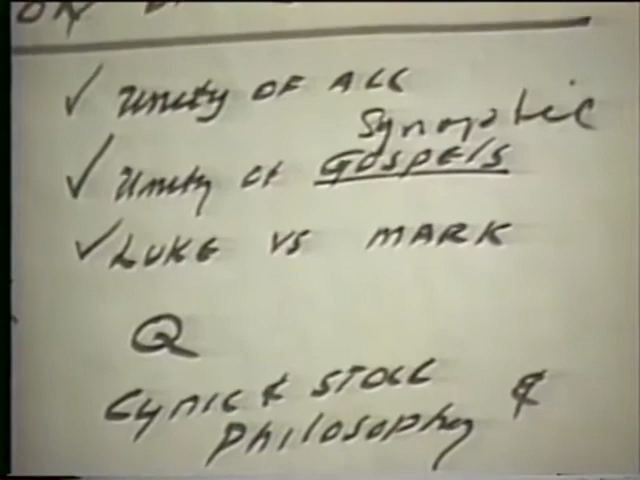 ✓ Unity OF ALL
Synoptic
✓ Unity of GOSPELS
✓ LUKE VS MARK
Q
Cynic & STOIC &
Philosophy